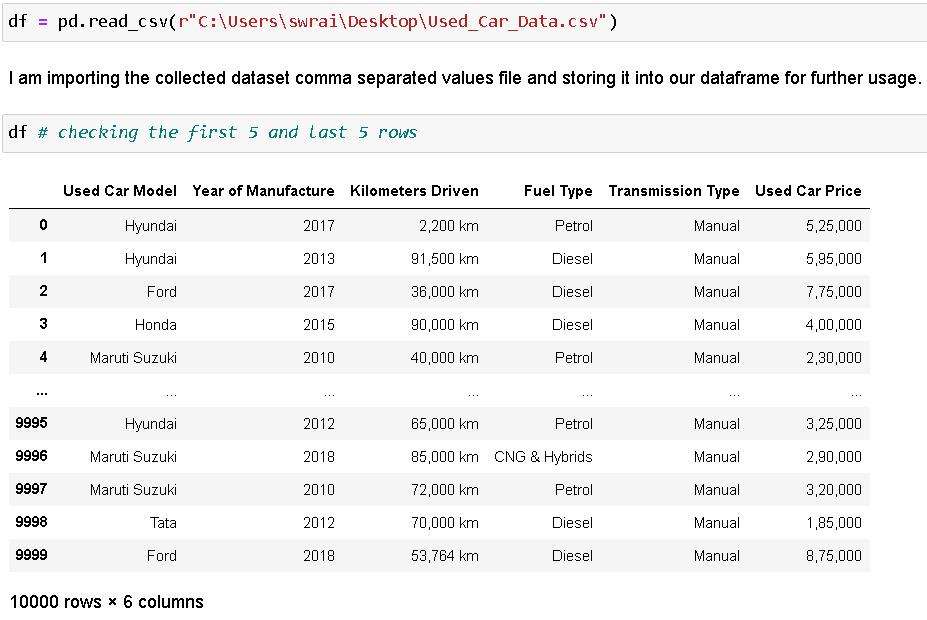 df = pd.read_csv(r"C:\Users\swrai\Desktop\Used_Car_Data.csv")
I am importing the collected dataset comma separated values file and storing it into our dataframe for further usage.
df # checking the first 5 and last 5 rows
Used Car Model Year of Manufacture Kilometers Driven Fuel Type Transmission Type Used Car Price
0 Hyundai 2017 2,200 km Petrol Manual 5,25,000
1 Hyundai 2013 91,500 km Diesel Manual 5,95,000
2 Ford 2017 36,000 km Diesel Manual 7,75,000
3 Honda 2015 90,000 km Diesel Manual 4,00,000
4 Maruti Suzuki 2010 40,000 km Petrol Manual 2,30,000
... ... ... ... ... ... ...
9995 Hyundai 2012 65,000 km Petrol Manual 3,25,000
9996 Maruti Suzuki 2018 85,000 km CNG & Hybrids Manual 2,90,000
9997 Maruti Suzuki 2010 72,000 km Petrol Manual 3,20,000
9998 Tata 2012 70,000 km Diesel Manual 1,85,000
9999 Ford 2018 53,764 km Diesel Manual 8,75,000
10000 rows × 6 columns